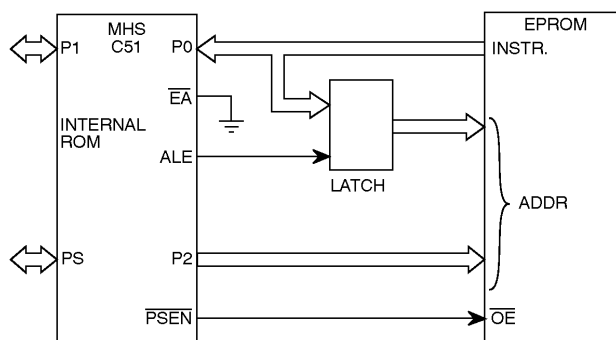 MHS
C51
EPROM
P1
P0
INSTR.
EA
INTERNAL
ROM
ALE
LATCH
ADDR
PS
P2
PSEN
OE